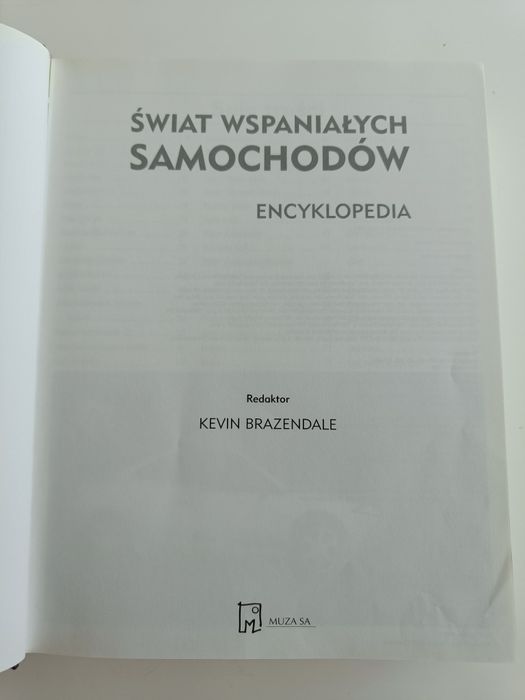 ŚWIAT WSPANIAŁYCH
SAMOCHODÓW
ENCYKLOPEDIA
Redaktor
KEVIN BRAZENDALE
M
MUZA SA